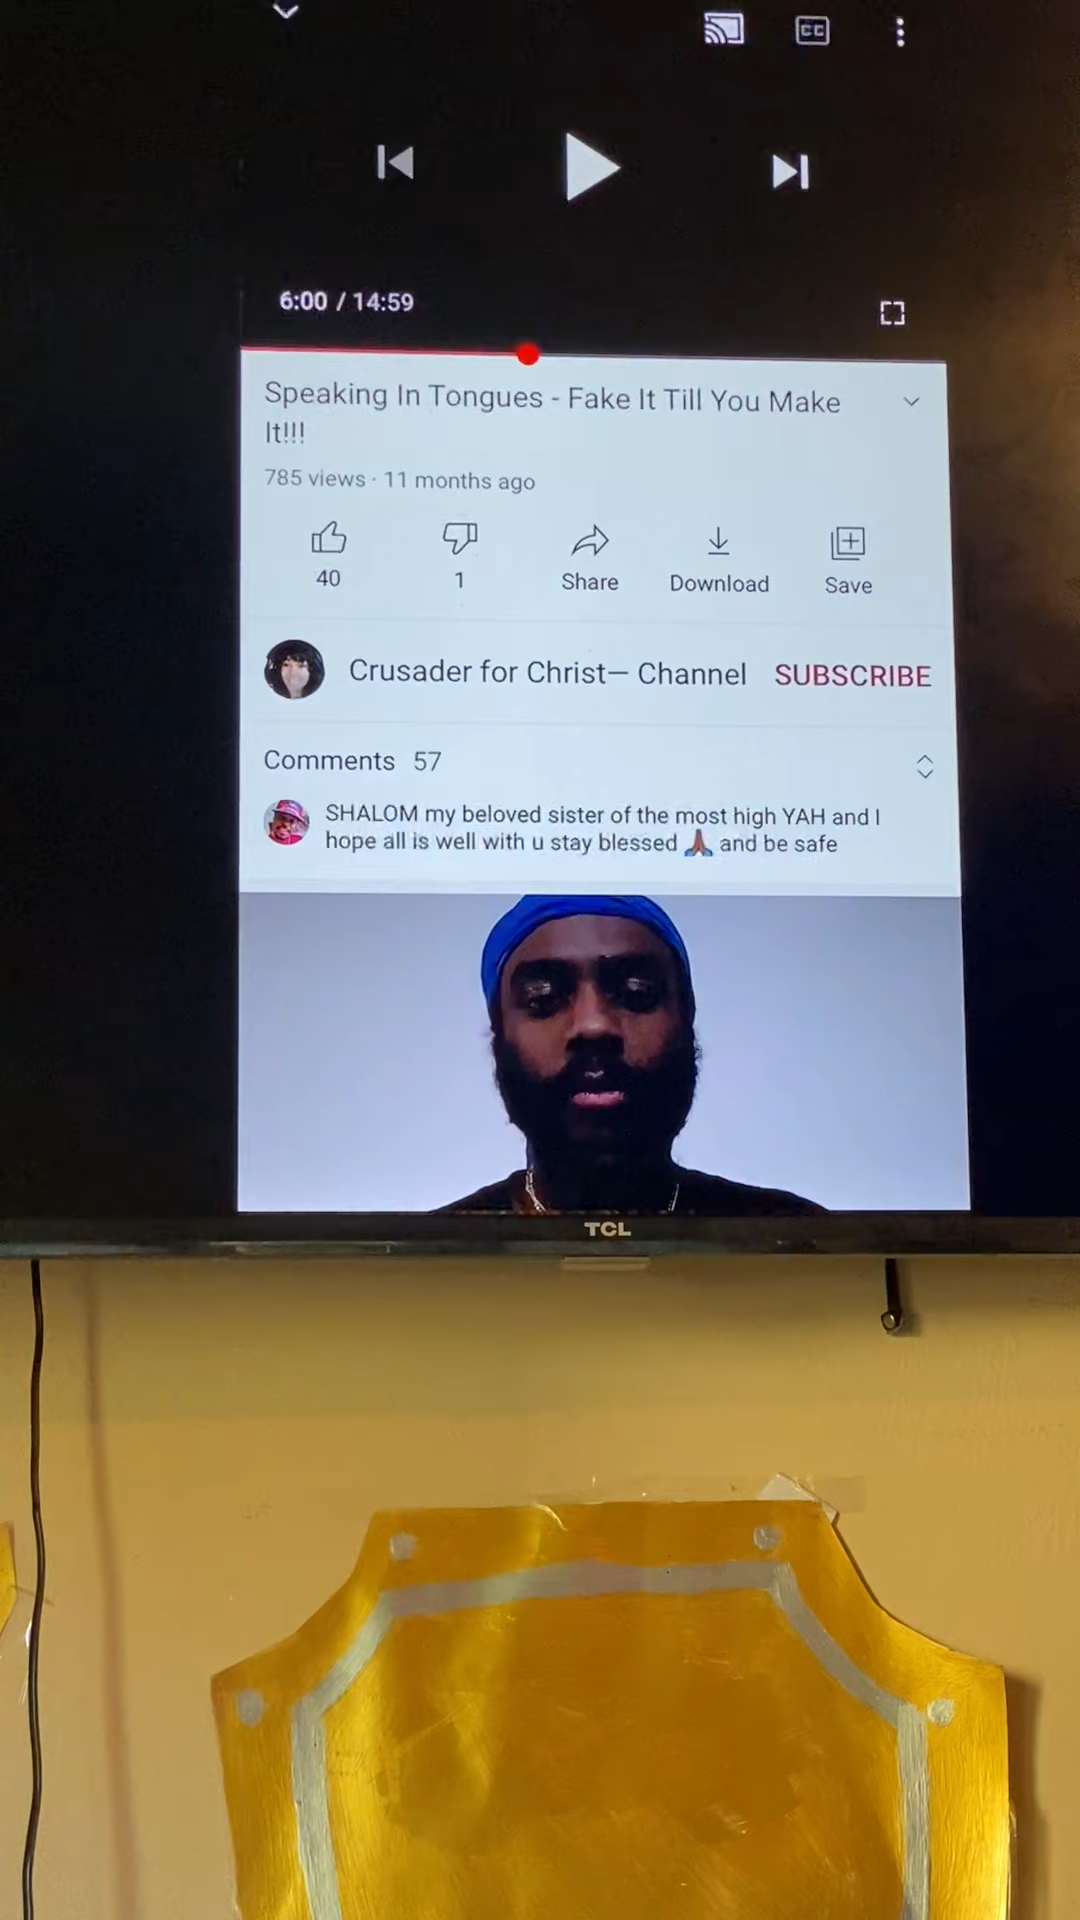 CC
6:00 / 14:59
Speaking In Tongues - Fake It Till You Make
It!!!
785 views · 11 months ago
40
1
Share
Download
Save
Crusader for Christ— Channel
SUBSCRIBE
Comments 57
SHALOM my beloved sister of the most high YAH and I
hope all is well with u stay blessed 🙏🏾 and be safe
TCL